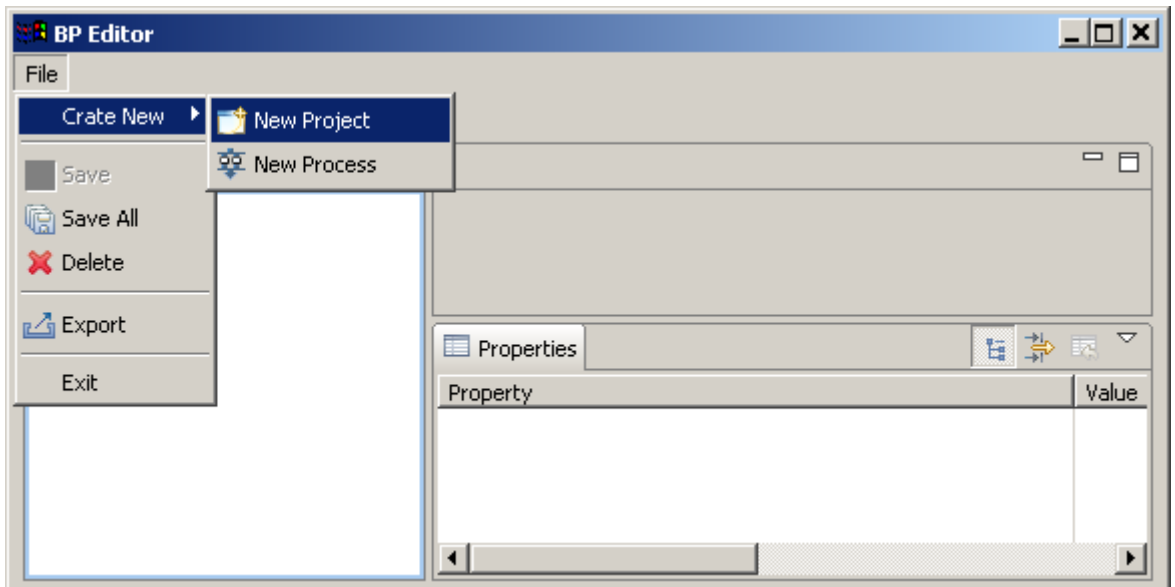 BP Editor
File
Crate New
New Project
New Process
Save
Save All
Delete
Export
Exit
Properties
Property Value